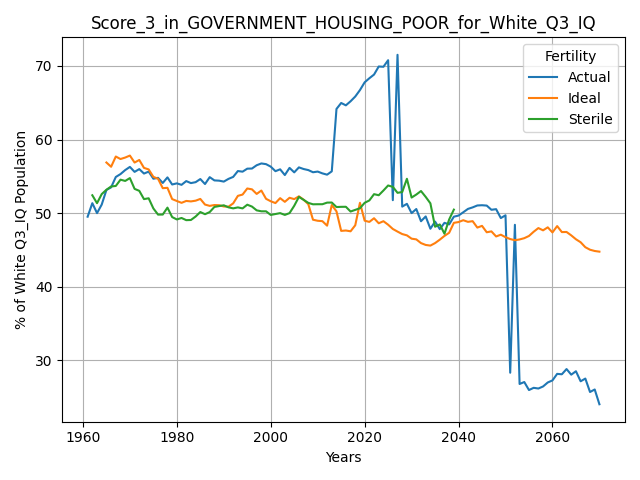 Score_3_in_GOVERNMENT_HOUSING_POOR_for_White_Q3_IQ
Fertility
Actual
Ideal
Sterile
% of White Q3_IQ Population
70
60
50
40
30
1960
1980
2000
2020
2040
2060
Years